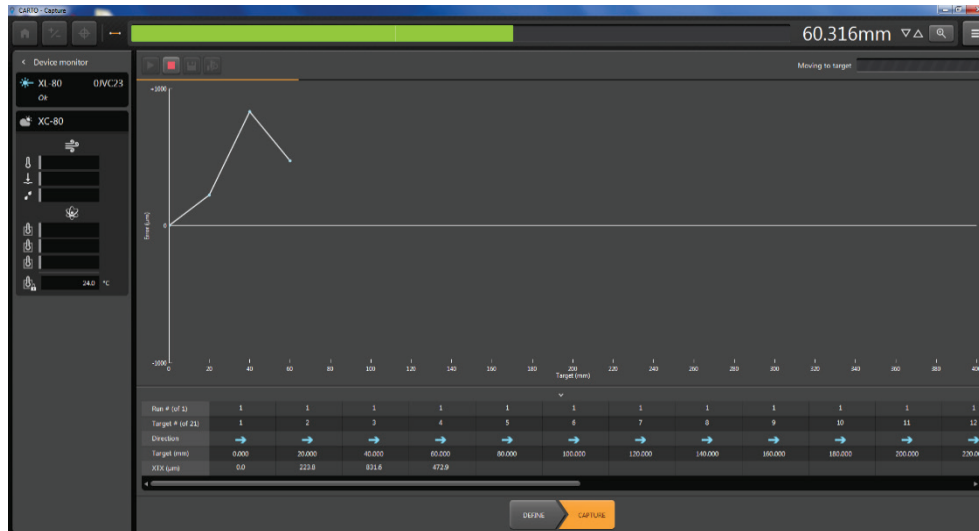 CARTO - Capture
60.316mm
Device monitor
XL-80 0JVC23
Ok
XC-80
24.0 °C
Moving to target
+1000
Error (µm)
0
-1000
0 20 40 60 80 100 120 140 160 180 200 220 240 260 280 300 320 340 360 380 400
Target (mm)
Run # (of 1) 1 1 1 1 1 1 1 1 1 1 1 1
Target # (of 21) 1 2 3 4 5 6 7 8 9 10 11 12
Direction
Target (mm) 0.000 20.000 40.000 60.000 80.000 100.000 120.000 140.000 160.000 180.000 200.000 220.0
XTX (µm) 0.0 223.8 831.6 472.9
DEFINE CAPTURE